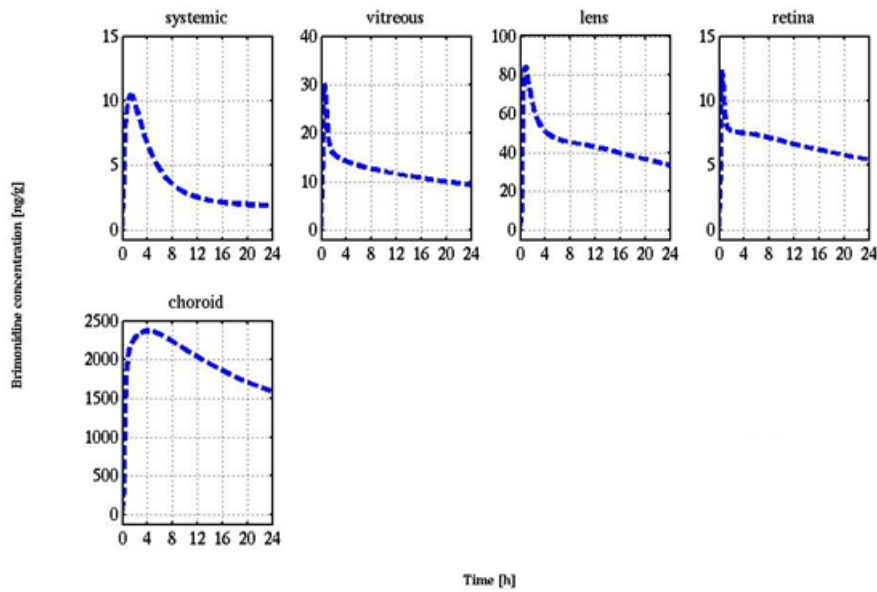 systemic vitreous lens retina
15 40 100 15
80
30
10 10
60
20
40
5 5
10
20
0 0 0 0
0 4 8 12 16 20 24 0 4 8 12 16 20 24 0 4 8 12 16 20 24 0 4 8 12 16 20 24
Brimonidine concentration [ng/g]
choroid
2500
2000
1500
1000
500
0
0 4 8 12 16 20 24
Time [h]